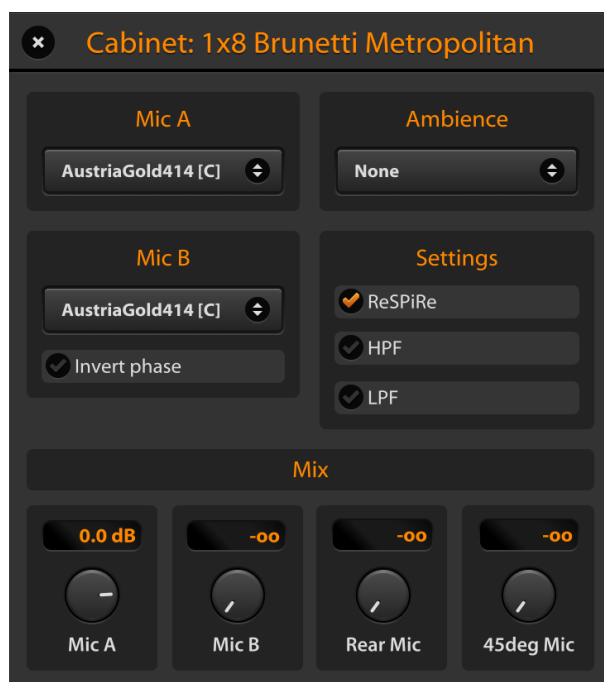 Cabinet: 1x8 Brunetti Metropolitan
Mic A
AustriaGold414 [C]
Ambience
None
Mic B
AustriaGold414 [C]
Invert phase
Settings
ReSPiRe
HPF
LPF
Mix
0.0 dB
Mic A
-oo
Mic B
-oo
Rear Mic
-oo
45deg Mic